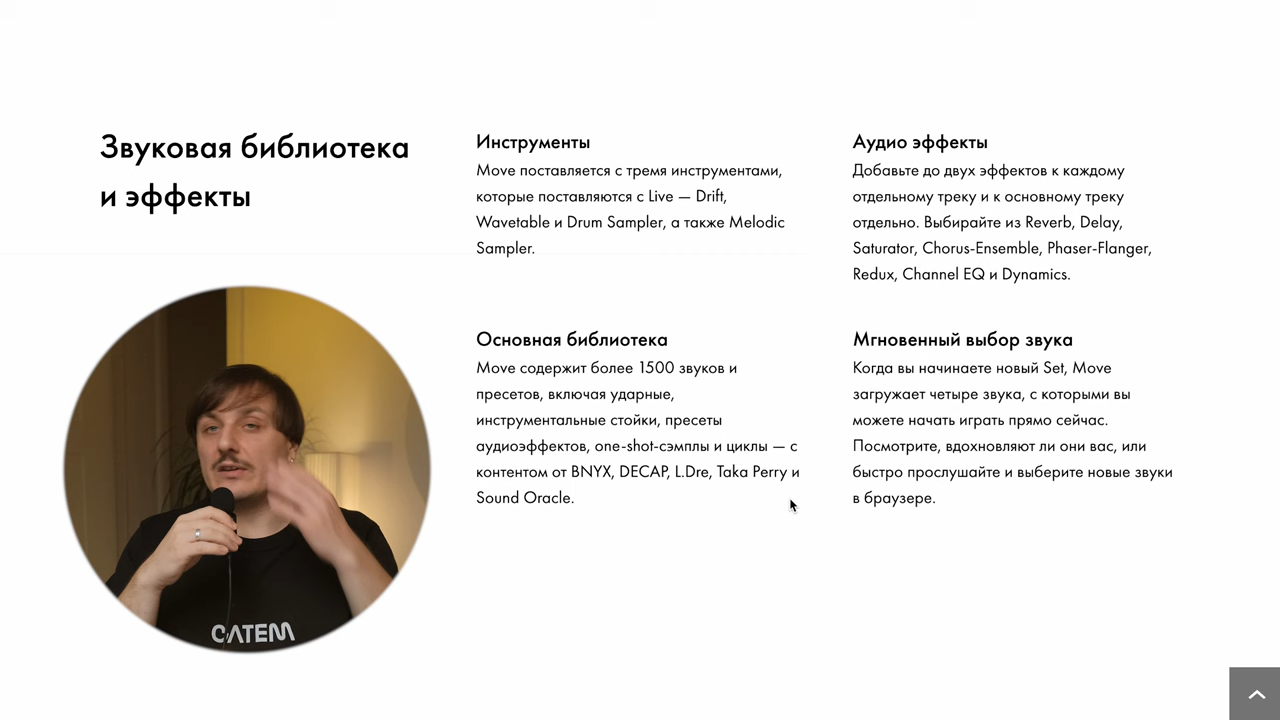 Звуковая библиотека
и эффекты
Инструменты
Move поставляется с тремя инструментами,
которые поставляются с Live — Drift,
Wavetable и Drum Sampler, а также Melodic
Sampler.
Аудио эффекты
Добавьте до двух эффектов к каждому
отдельному треку и к основному треку
отдельно. Выбирайте из Reverb, Delay,
Saturator, Chorus-Ensemble, Phaser-Flanger,
Redux, Channel EQ и Dynamics.
Основная библиотека
Move содержит более 1500 звуков и
пресетов, включая ударные,
инструментальные стойки, пресеты
аудиоэффектов, one-shot-сэмплы и циклы — с
контентом от BNYX, DECAP, L.Dre, Taka Perry и
Sound Oracle.
Мгновенный выбор звука
Когда вы начинаете новый Set, Move
загружает четыре звука, с которыми вы
можете начать играть прямо сейчас.
Посмотрите, вдохновляют ли они вас, или
быстро прослушайте и выберите новые звуки
в браузере.
OATEM